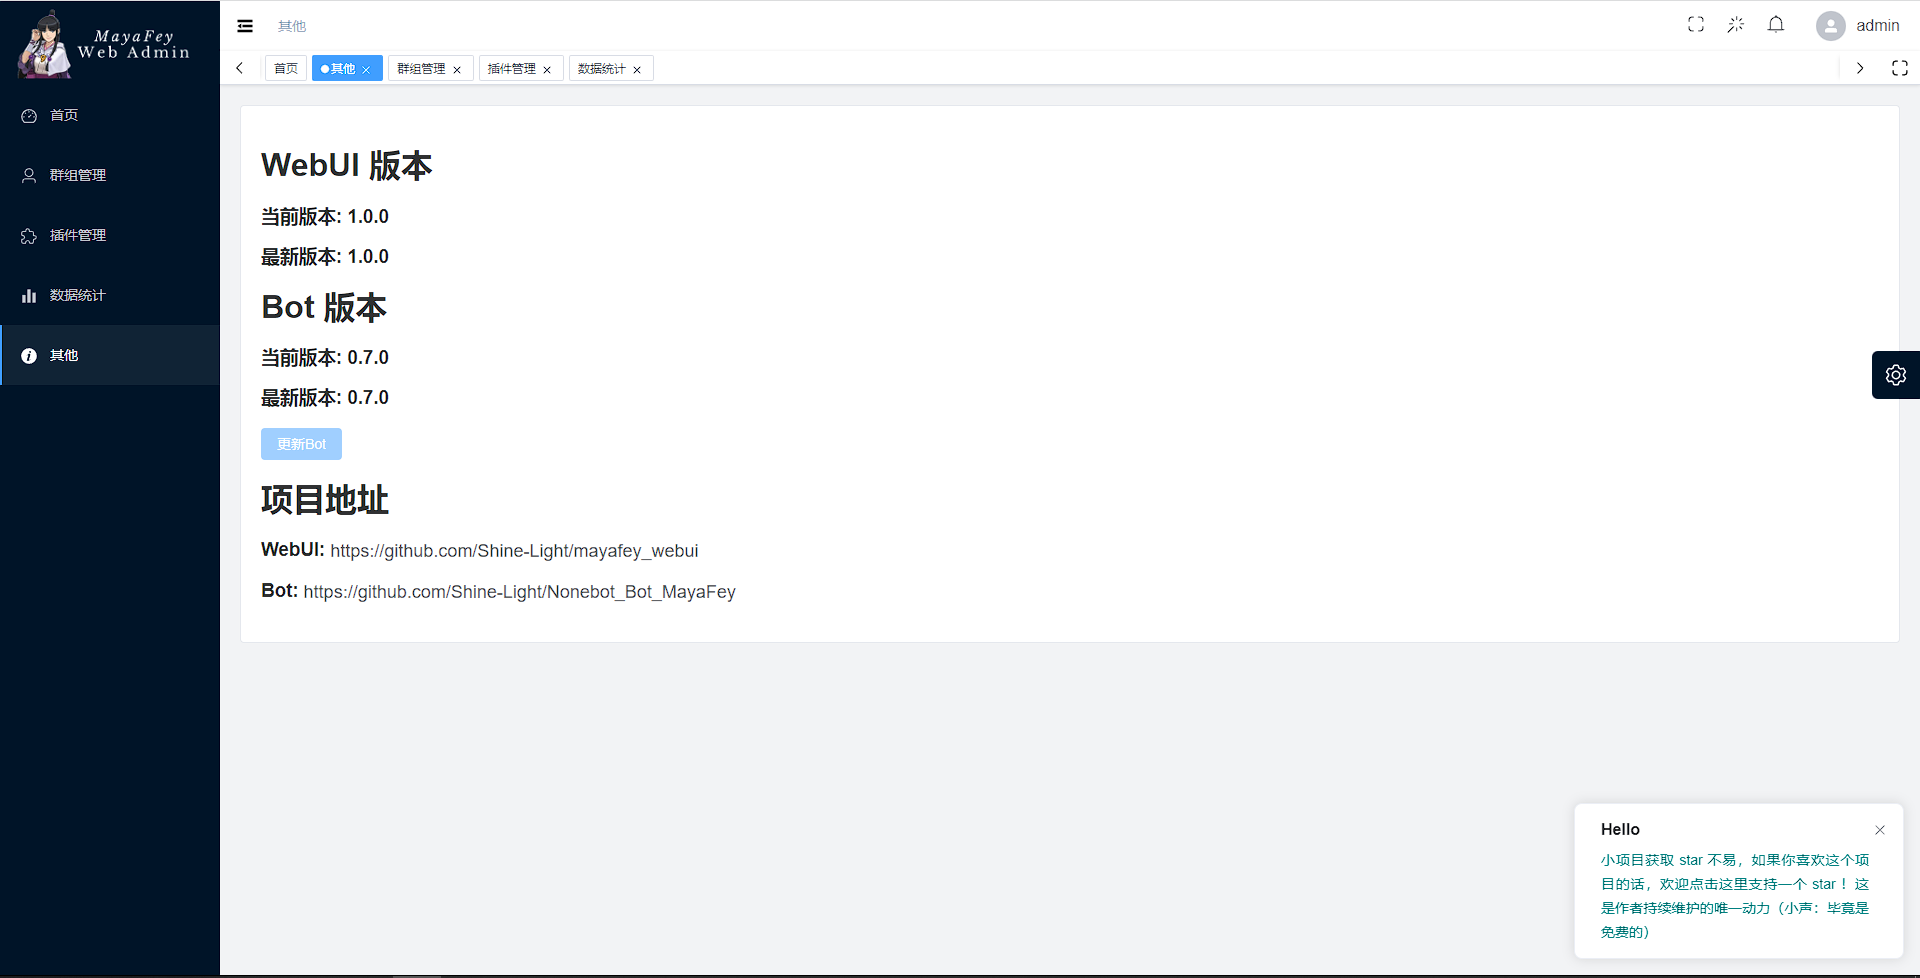 MayaFey
Web Admin
首页
群组管理
插件管理
数据统计
其他
其他
admin
首页
其他
群组管理
插件管理
数据统计
WebUI 版本
当前版本: 1.0.0
最新版本: 1.0.0
Bot 版本
当前版本: 0.7.0
最新版本: 0.7.0
更新Bot
项目地址
WebUI: https://github.com/Shine-Light/mayafey_webui
Bot: https://github.com/Shine-Light/Nonebot_Bot_MayaFey
Hello
小项目获取 star 不易，如果你喜欢这个项
目的话，欢迎点击这里支持一个 star ！这
是作者持续维护的唯一动力（小声：毕竟是
免费的）